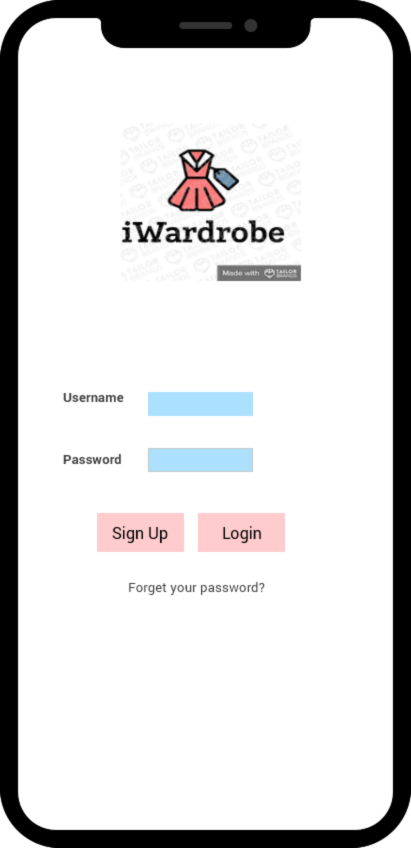 iWardrobe
Made with TAILOR BRANDS
Username
Password
Sign Up
Login
Forget your password?